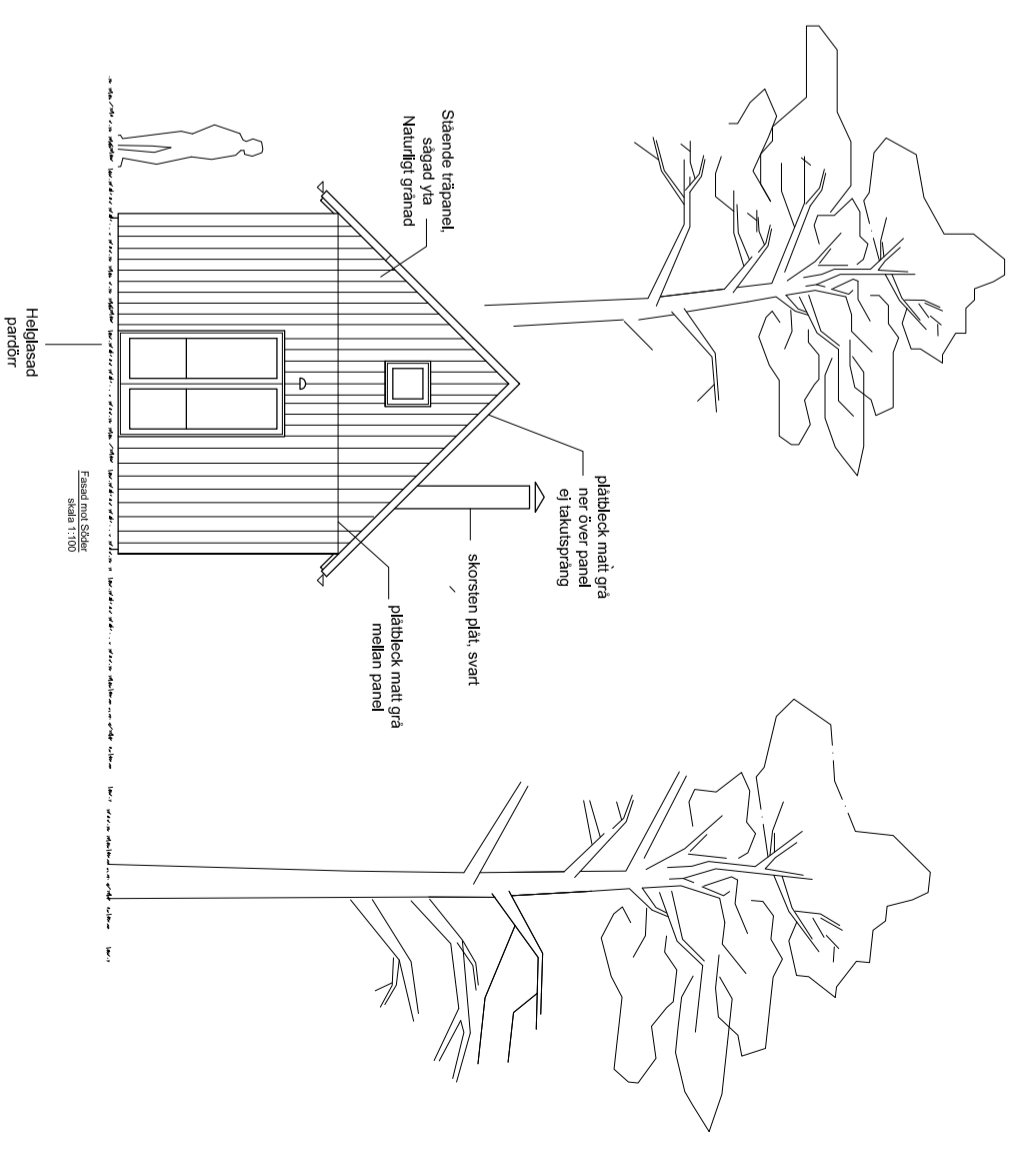 Stående träpanel,
sågad yta
Naturligt grånad
plåtbleck matt grå
ner över panel
ej takutsprång
skorsten plåt, svart
plåtbleck matt grå
mellan panel
Helglasad
pardörr
Fasad mot Söder
skala 1:100